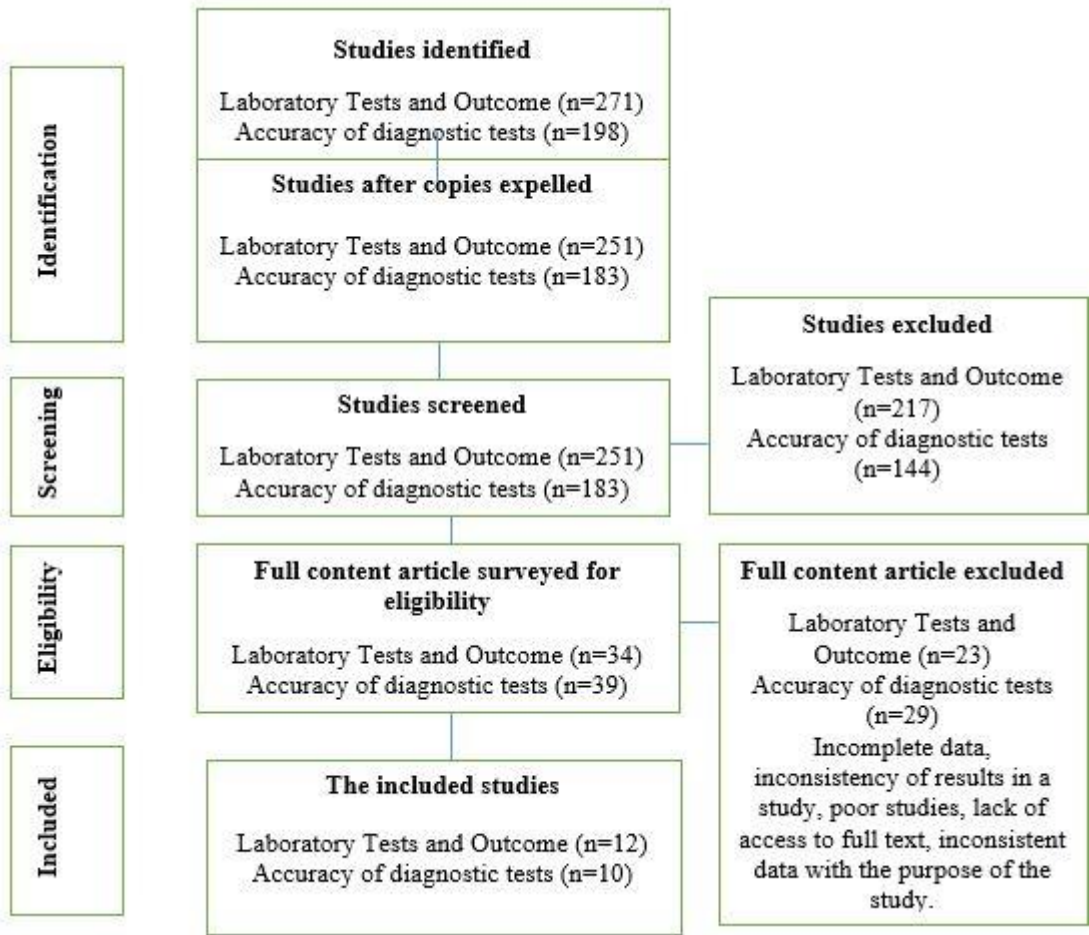 Identification
Studies identified
Laboratory Tests and Outcome (n=271)
Accuracy of diagnostic tests (n=198)
Studies after copies expelled
Laboratory Tests and Outcome (n=251)
Accuracy of diagnostic tests (n=183)
Screening
Studies screened
Laboratory Tests and Outcome (n=251)
Accuracy of diagnostic tests (n=183)
Studies excluded
Laboratory Tests and Outcome
(n=217)
Accuracy of diagnostic tests
(n=144)
Eligibility
Full content article surveyed for
eligibility
Laboratory Tests and Outcome (n=34)
Accuracy of diagnostic tests (n=39)
Full content article excluded
Laboratory Tests and
Outcome (n=23)
Accuracy of diagnostic tests
(n=29)
Incomplete data,
inconsistency of results in a
study, poor studies, lack of
access to full text, inconsistent
data with the purpose of the
study.
Included
The included studies
Laboratory Tests and Outcome (n=12)
Accuracy of diagnostic tests (n=10)